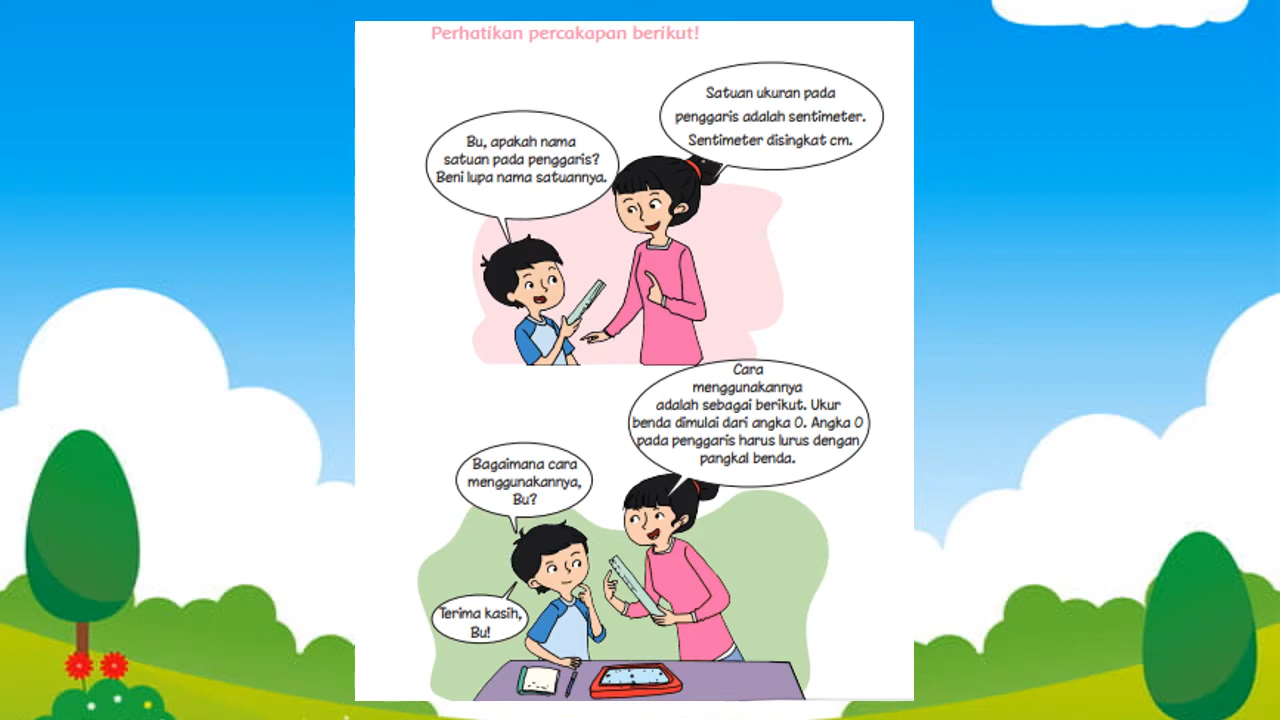 Perhatikan percakapan berikut!
Bu, apakah nama
satuan pada penggaris?
Beni lupa nama satuannya.
Satuan ukuran pada
penggaris adalah sentimeter.
Sentimeter disingkat cm.
Bagaimana cara
menggunakannya,
Bu?
Cara
menggunakannya
adalah sebagai berikut. Ukur
benda dimulai dari angka 0. Angka 0
pada penggaris harus lurus dengan
pangkal benda.
Terima kasih,
Bu!